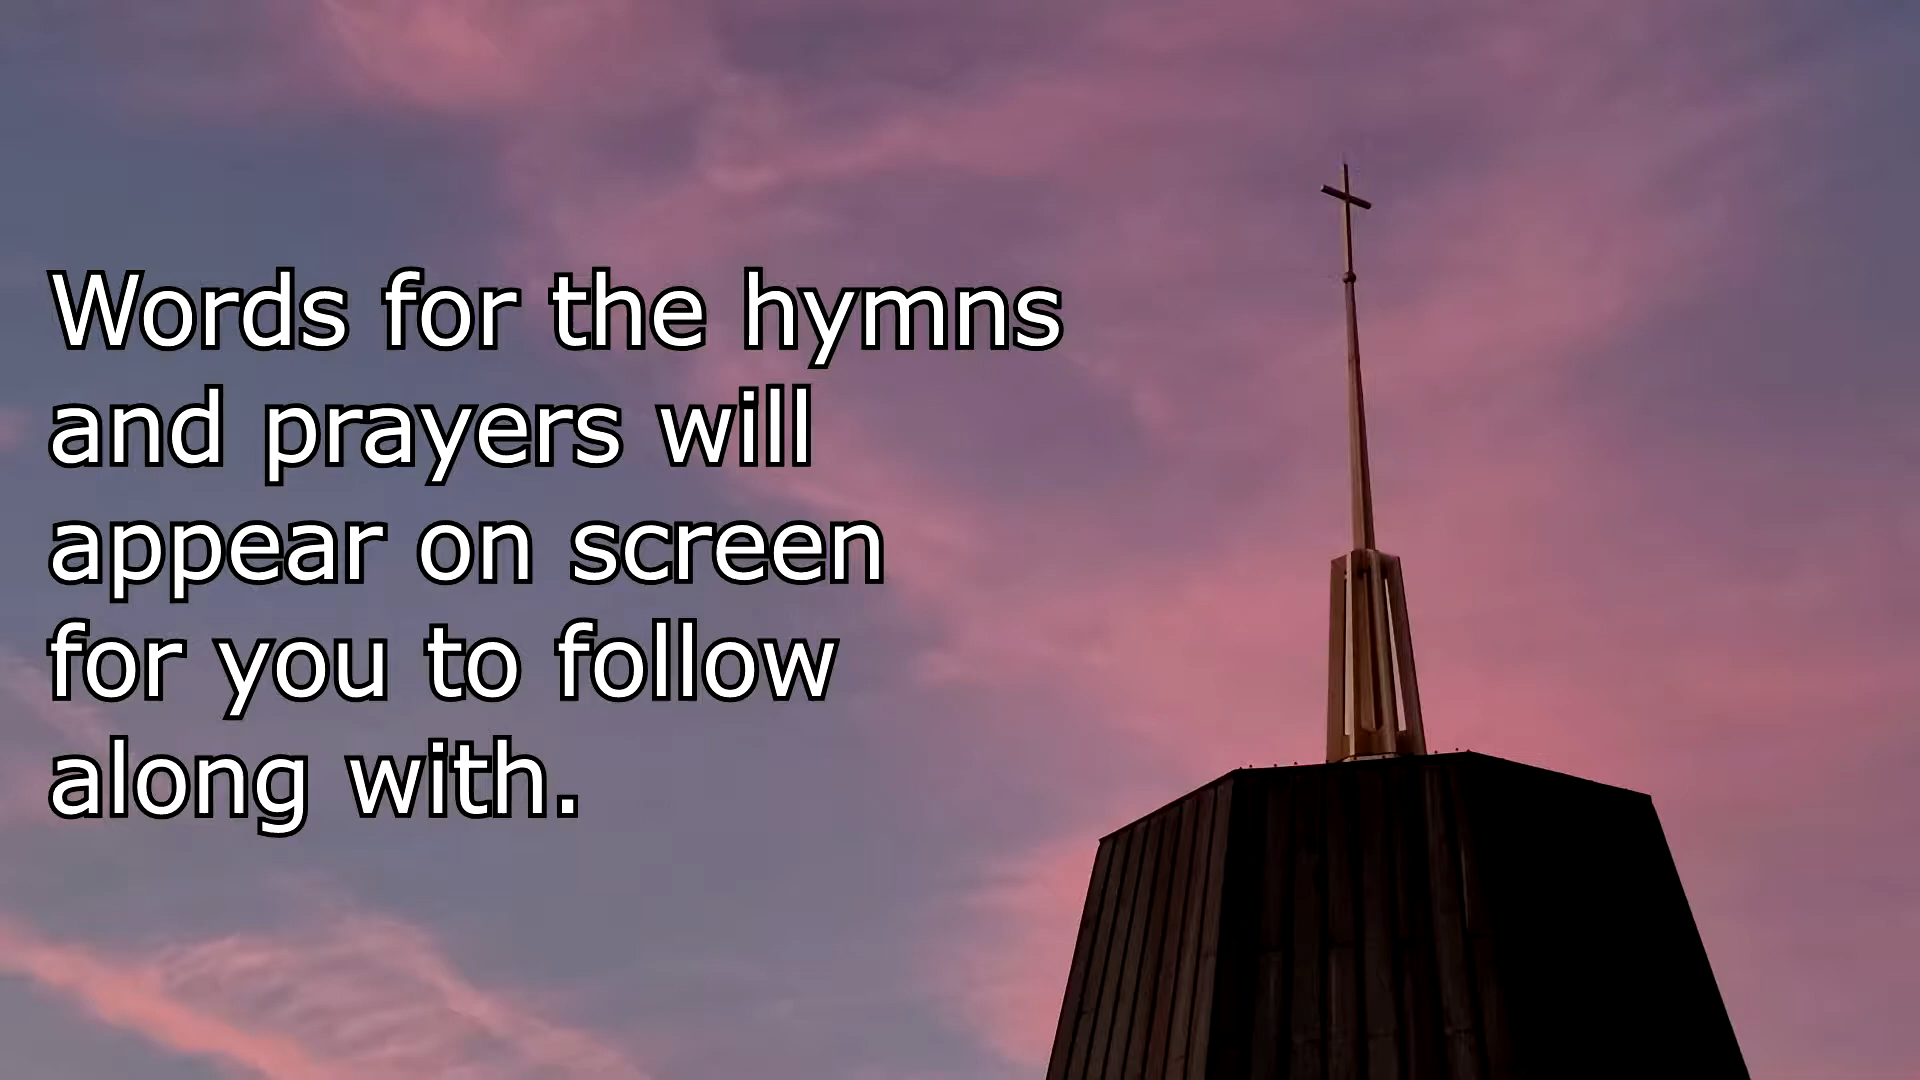 Words for the hymns
and prayers will
appear on screen
for you to follow
along with.